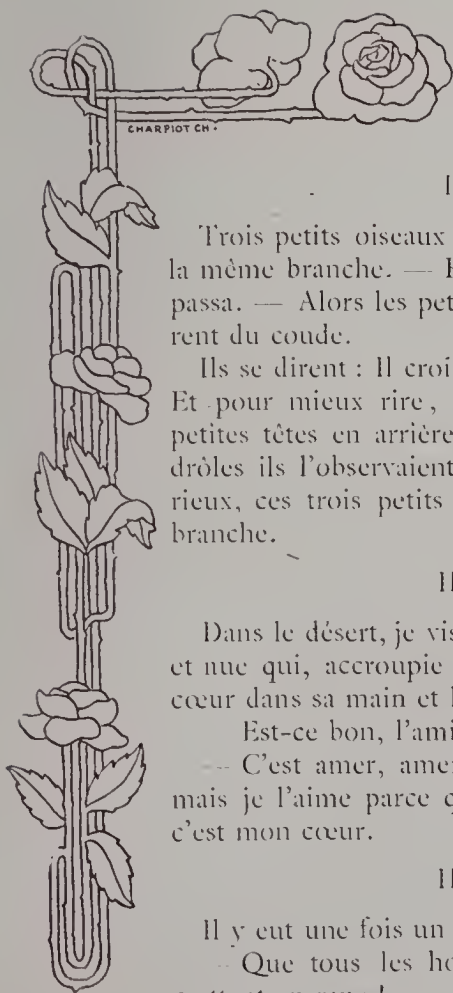 CHARPIOT CH.
I
Trois petits oiseaux
la même branche. —
passa. — Alors les pet
rent du coude.
Ils se dirent : Il croi
Et pour mieux rire,
petites têtes en arrière
drôles ils l'observaient
rieux, ces trois petits
branche.
II
Dans le désert, je vis
et nue qui, accroupie
cœur dans sa main et l
Est-ce bon, l'ami
– C'est amer, amer
mais je l'aime parce q
c'est mon cœur.
II
Il y eut une fois un
– Que tous les ho